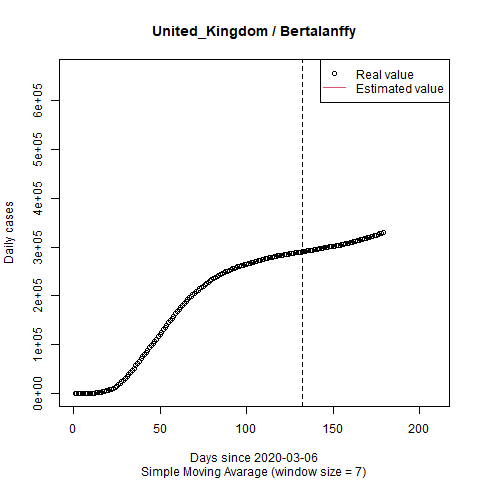 United_Kingdom / Bertalanffy
Real value
Estimated value
Daily cases
6e+05
5e+05
4e+05
3e+05
2e+05
1e+05
0e+00
0 50 100 150 200
Days since 2020-03-06
Simple Moving Avarage (window size = 7)